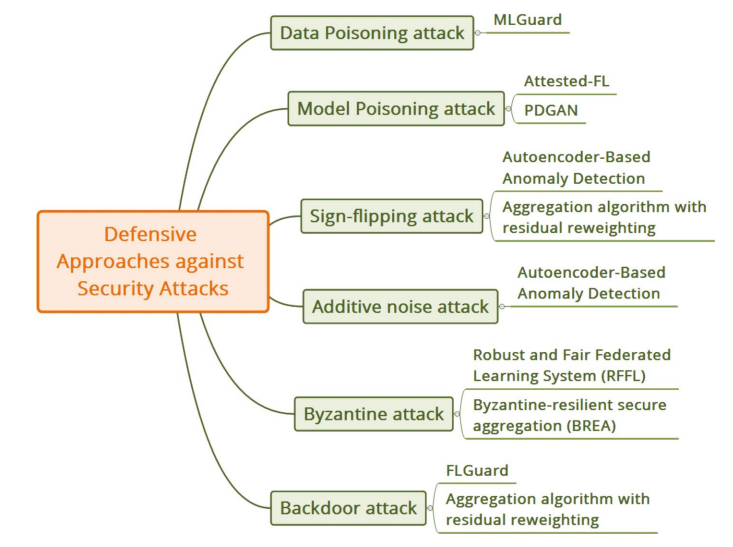 Defensive
Approaches against
Security Attacks
Data Poisoning attack
MLGuard
Model Poisoning attack
Attested-FL
PDGAN
Sign-flipping attack
Autoencoder-Based
Anomaly Detection
Aggregation algorithm with
residual reweighting
Additive noise attack
Autoencoder-Based
Anomaly Detection
Byzantine attack
Robust and Fair Federated
Learning System (RFFL)
Byzantine-resilient secure
aggregation (BREA)
Backdoor attack
FLGuard
Aggregation algorithm with
residual reweighting